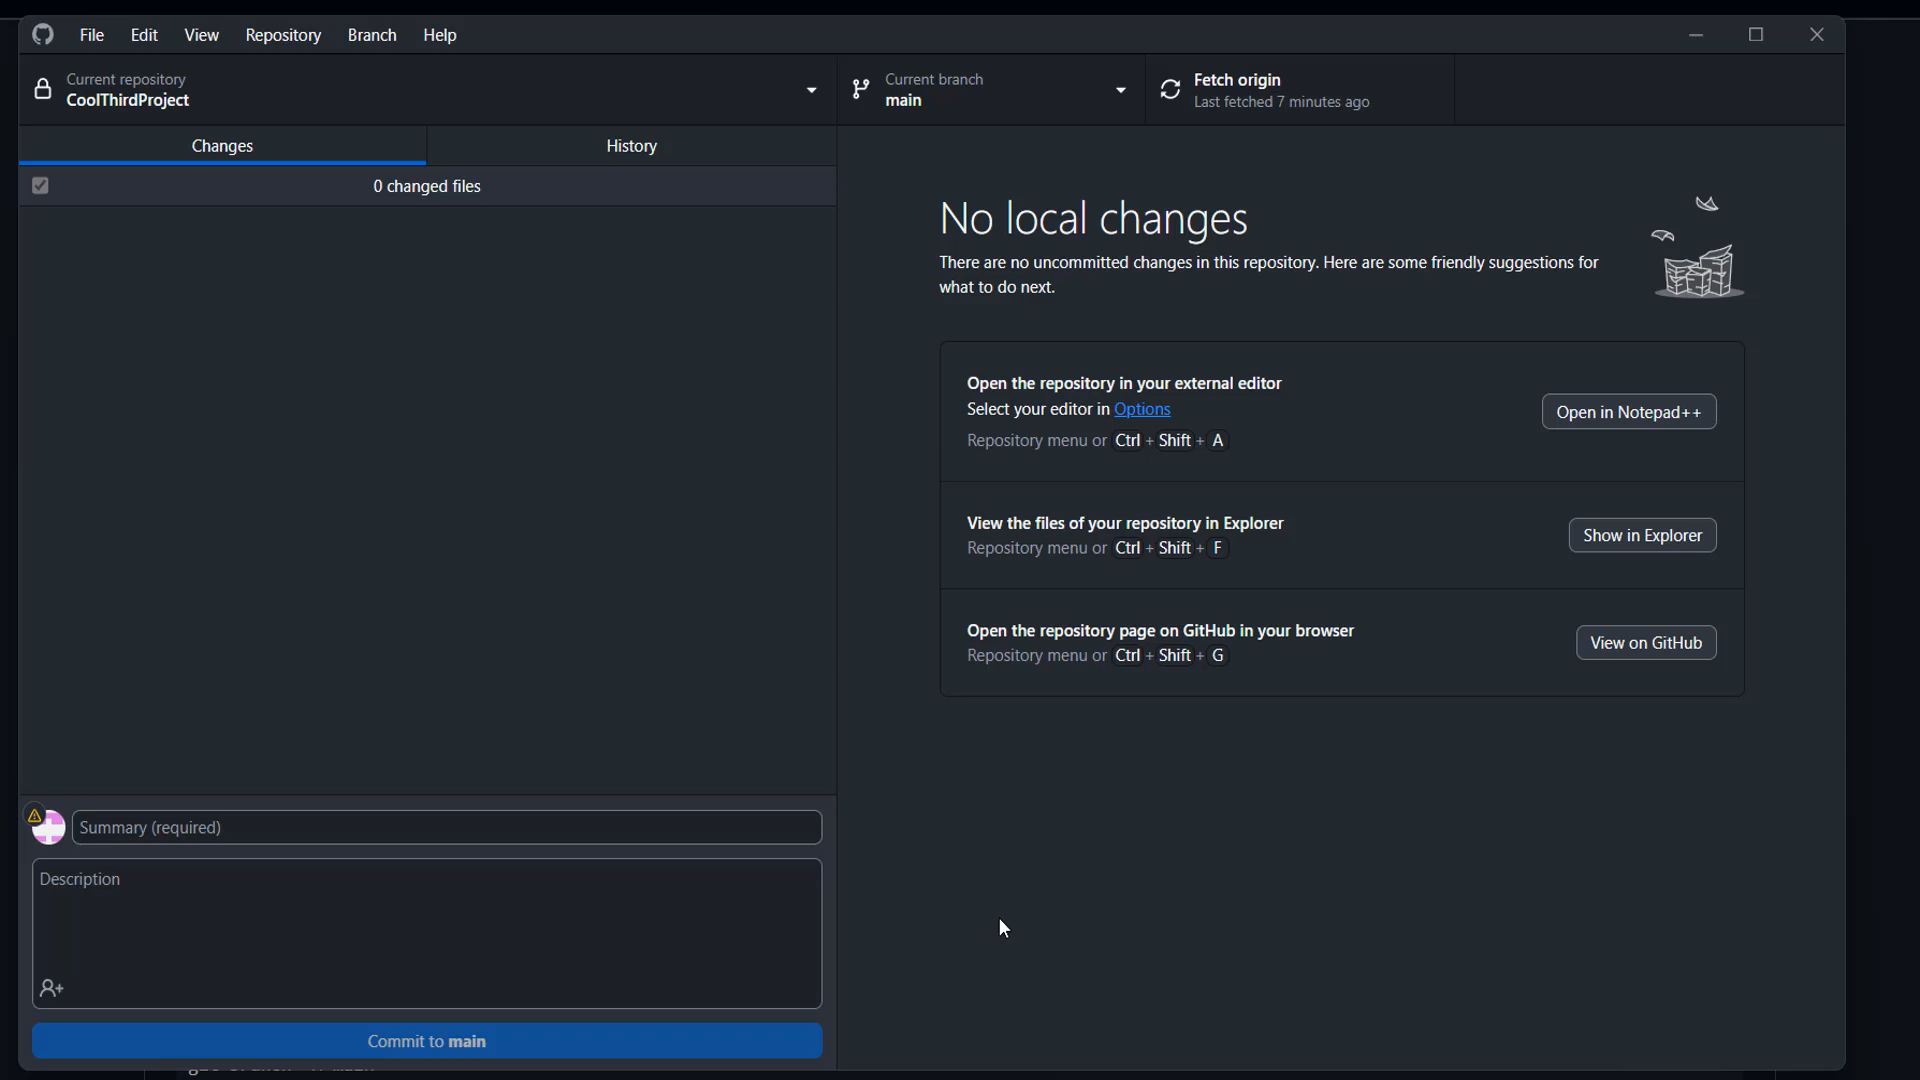 File Edit View Repository Branch Help
Current repository
CoolThirdProject
Current branch
main
Fetch origin
Last fetched 7 minutes ago
Changes
History
0 changed files
No local changes
There are no uncommitted changes in this repository. Here are some friendly suggestions for
what to do next.
Open the repository in your external editor
Select your editor in Options
Repository menu or Ctrl + Shift + A
Open in Notepad++
View the files of your repository in Explorer
Repository menu or Ctrl + Shift + F
Show in Explorer
Open the repository page on GitHub in your browser
Repository menu or Ctrl + Shift + G
View on GitHub
Summary (required)
Description
Commit to main